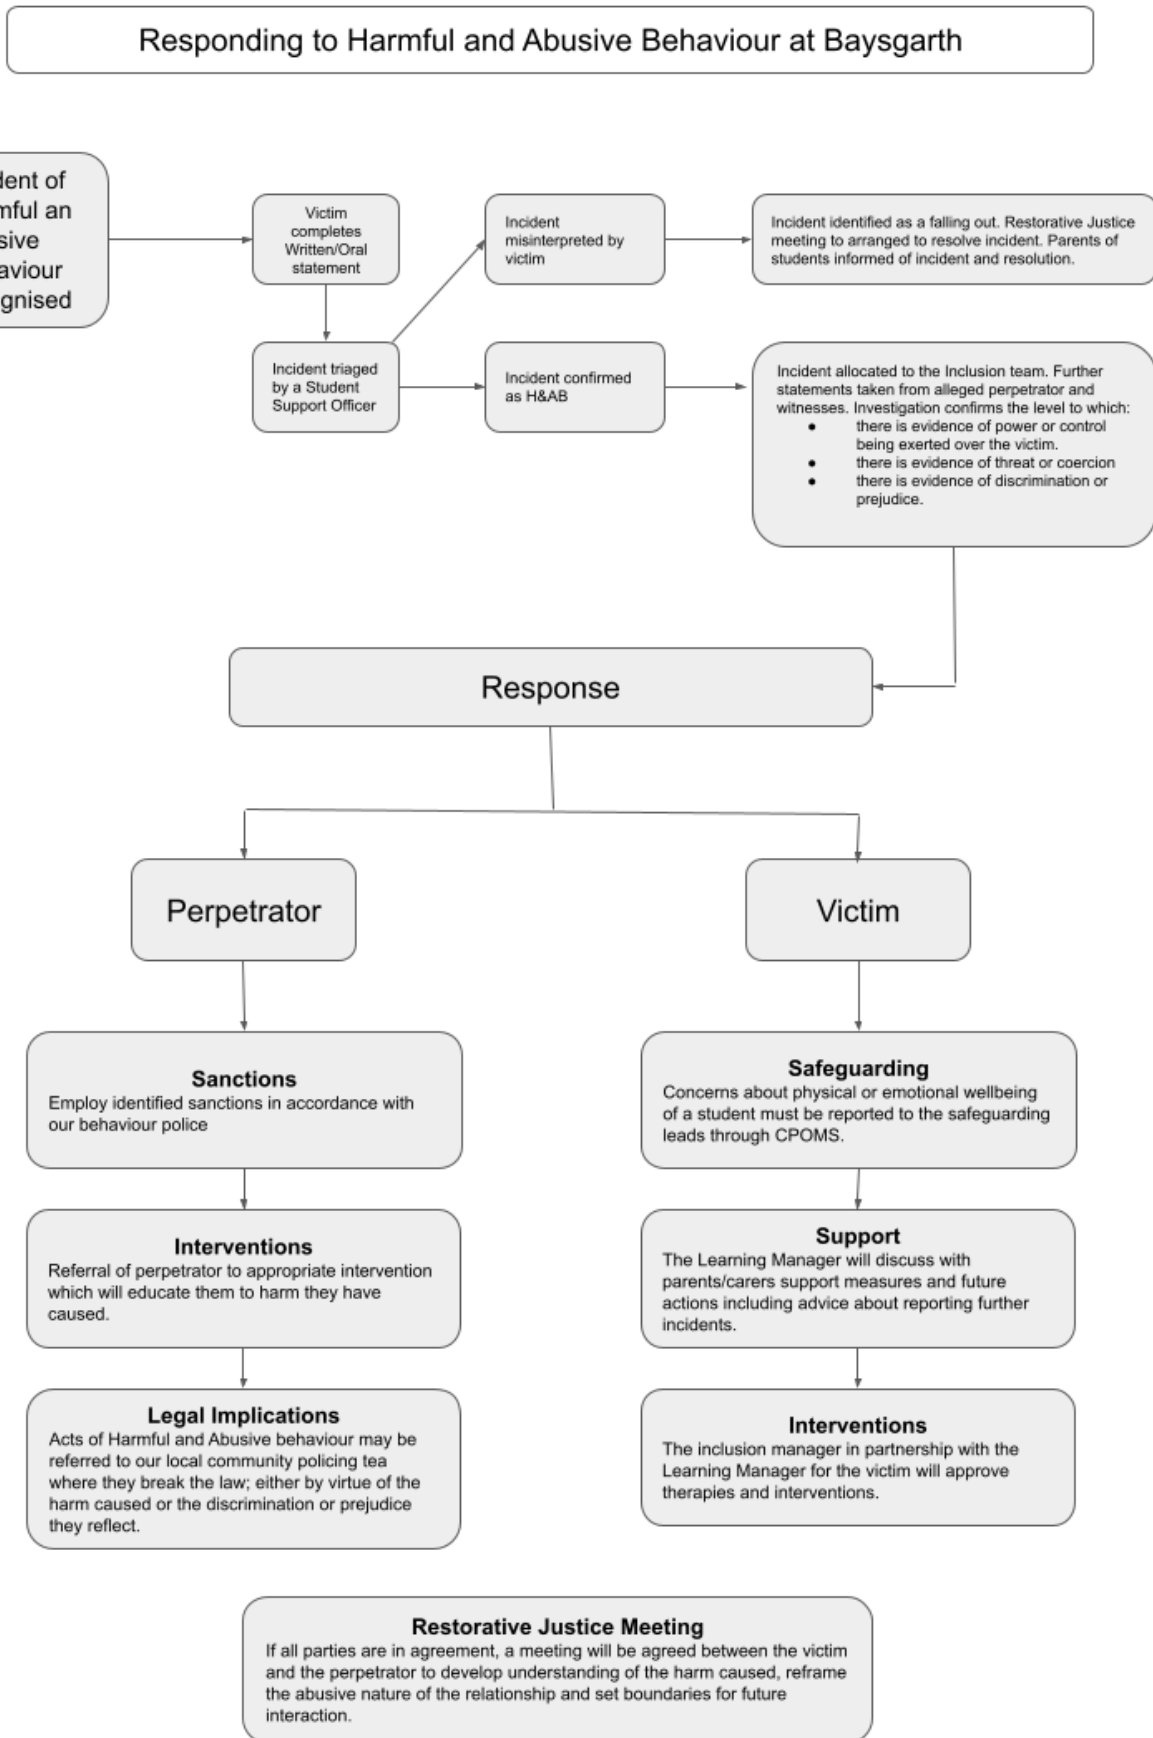 Responding to Harmful and Abusive Behaviour at Baysgarth
dent of
mful an
sive
aviour
gnised
Victim
completes
Written/Oral
statement
Incident
misinterpreted by
victim
Incident identified as a falling out. Restorative Justice
meeting to arranged to resolve incident. Parents of
students informed of incident and resolution.
Incident triaged
by a Student
Support Officer
Incident confirmed
as H&AB
Incident allocated to the Inclusion team. Further
statements taken from alleged perpetrator and
witnesses. Investigation confirms the level to which:
● there is evidence of power or control
being exerted over the victim.
● there is evidence of threat or coercion
● there is evidence of discrimination or
prejudice.
Response
Perpetrator
Victim
Sanctions
Employ identified sanctions in accordance with
our behaviour police
Safeguarding
Concerns about physical or emotional wellbeing
of a student must be reported to the safeguarding
leads through CPOMS.
Interventions
Referral of perpetrator to appropriate intervention
which will educate them to harm they have
caused.
Support
The Learning Manager will discuss with
parents/carers support measures and future
actions including advice about reporting further
incidents.
Legal Implications
Acts of Harmful and Abusive behaviour may be
referred to our local community policing tea
where they break the law; either by virtue of the
harm caused or the discrimination or prejudice
they reflect.
Interventions
The inclusion manager in partnership with the
Learning Manager for the victim will approve
therapies and interventions.
Restorative Justice Meeting
If all parties are in agreement, a meeting will be agreed between the victim
and the perpetrator to develop understanding of the harm caused, reframe
the abusive nature of the relationship and set boundaries for future
interaction.